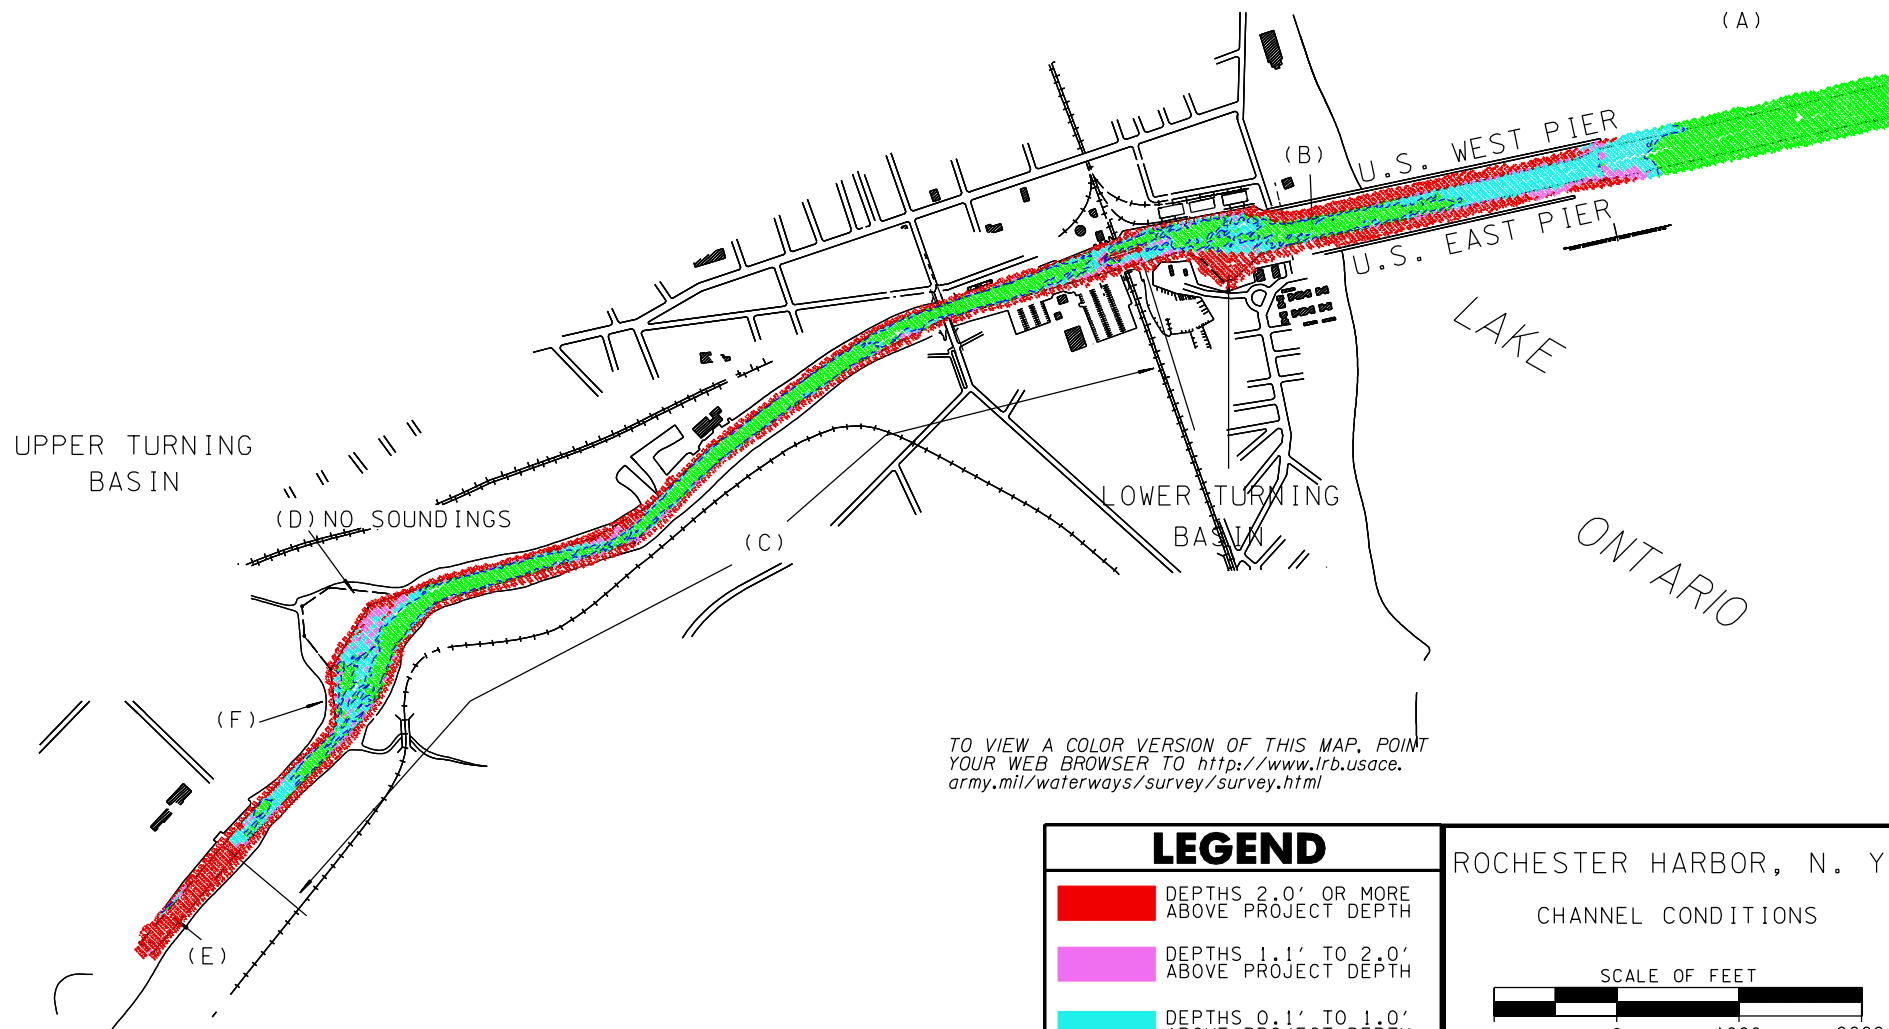 (A)
U.S. WEST PIER
(B)
U.S. EAST PIER
LAKE
ONTARIO
UPPER TURNING
BASIN
(D) NO SOUNDINGS
LOWER TURNING
BASIN
(C)
(F)
(E)
TO VIEW A COLOR VERSION OF THIS MAP, POINT
YOUR WEB BROWSER TO http://www.lrb.usace.
army.mil/waterways/survey/survey.html
LEGEND
DEPTHS 2.0' OR MORE
ABOVE PROJECT DEPTH
DEPTHS 1.1' TO 2.0'
ABOVE PROJECT DEPTH
DEPTHS 0.1' TO 1.0'
ABOVE PROJECT DEPTH
ROCHESTER HARBOR, N. Y
CHANNEL CONDITIONS
SCALE OF FEET